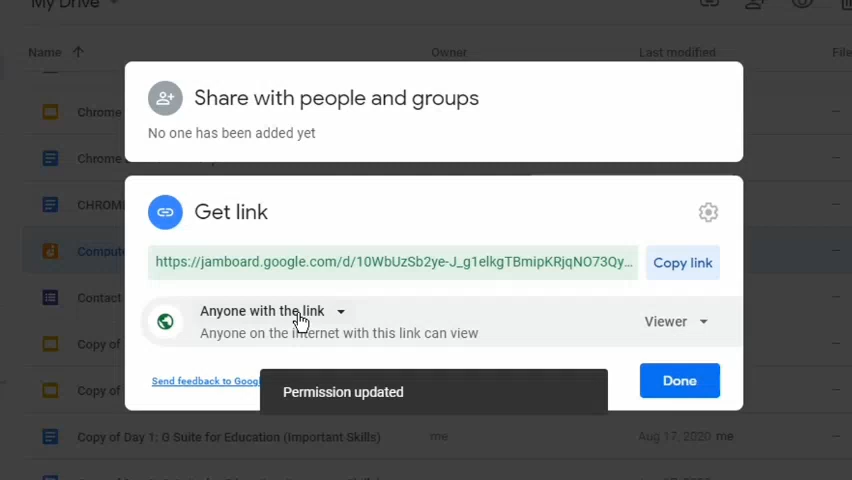 My Drive
Name Owner Last modified File
Share with people and groups
No one has been added yet
Chrome
Chrome
CHROM
Get link
https://jamboard.google.com/d/10WbUzSb2ye-J_g1elkgTBmipKRjqNO73Qy... Copy link
Compute
Contact
Anyone with the link
Anyone on the internet with this link can view
Viewer
Copy of
Send feedback to Googl
Permission updated
Done
Copy of
Copy of Day 1: G Suite for Education (Important Skills) me Aug 17, 2020 me